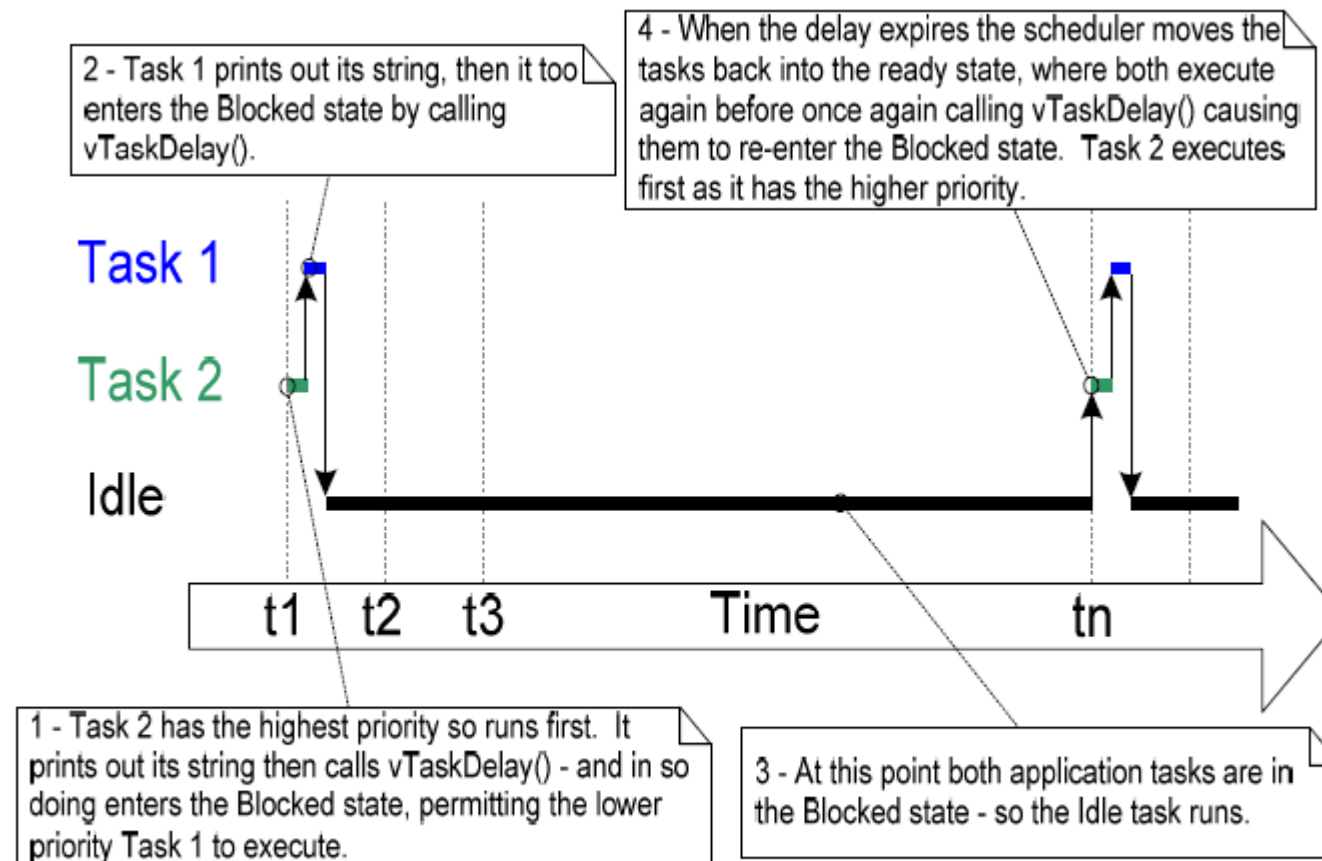 2 - Task 1 prints out its string, then it too
enters the Blocked state by calling
vTaskDelay().
4 - When the delay expires the scheduler moves the
tasks back into the ready state, where both execute
again before once again calling vTaskDelay() causing
them to re-enter the Blocked state.  Task 2 executes
first as it has the higher priority.
Task 1
Task 2
Idle
t1 t2 t3 Time tn
1 - Task 2 has the highest priority so runs first.  It
prints out its string then calls vTaskDelay() - and in so
doing enters the Blocked state, permitting the lower
priority Task 1 to execute.
3 - At this point both application tasks are in
the Blocked state - so the Idle task runs.